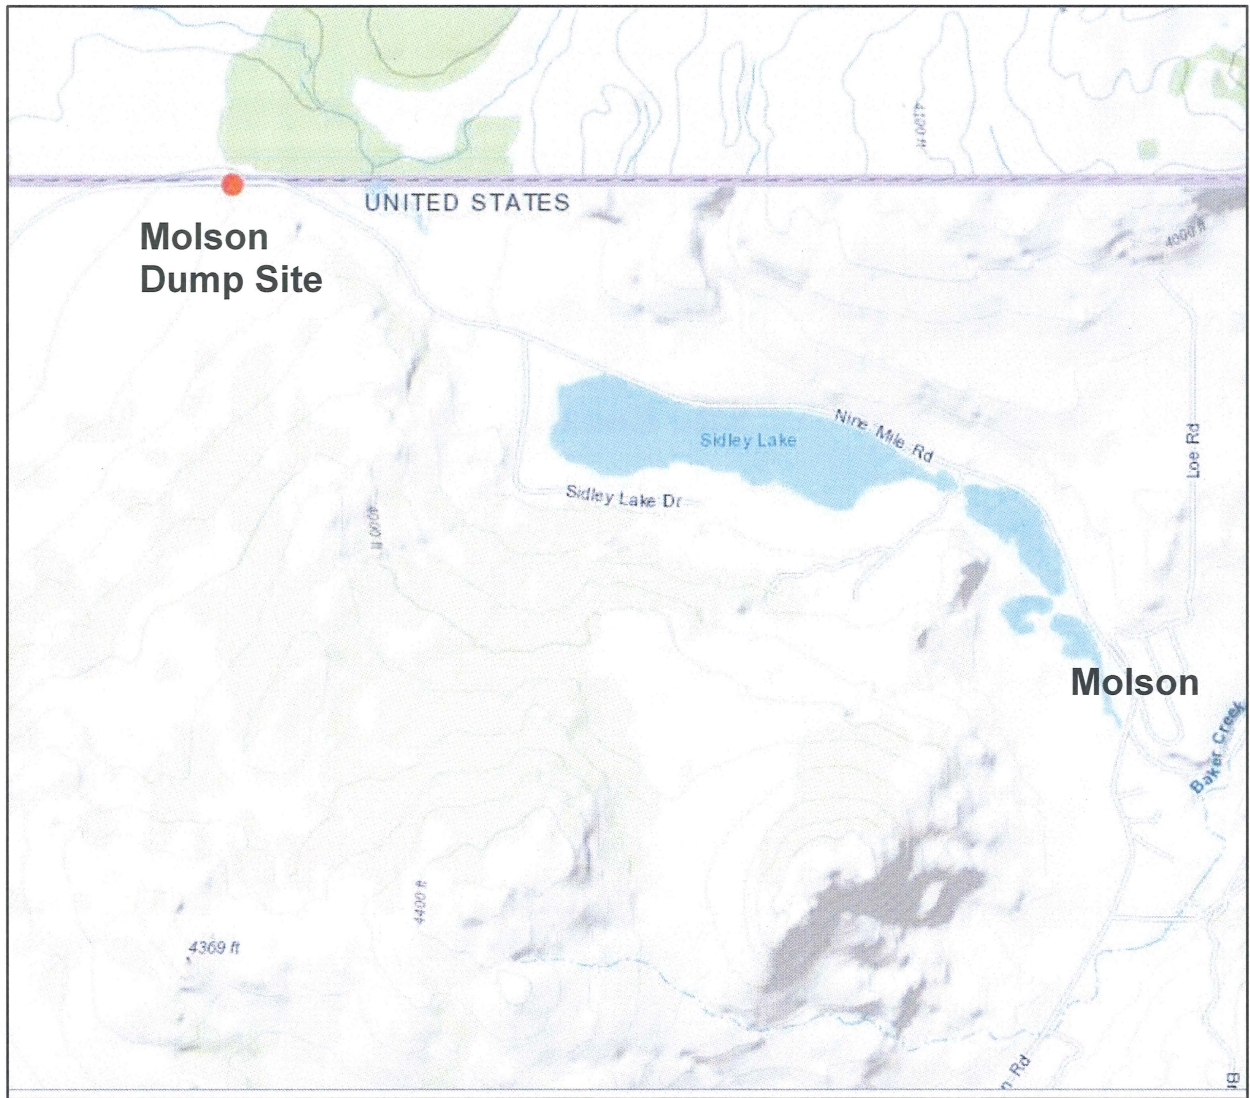 4100 ft
UNITED STATES
Molson
Dump Site
4000 ft
Nine Mile Rd
Sidley Lake
Loe Rd
Sidley Lake Dr
4000 ft
Molson
Baker Creek
4400 ft
4369 ft
Rd